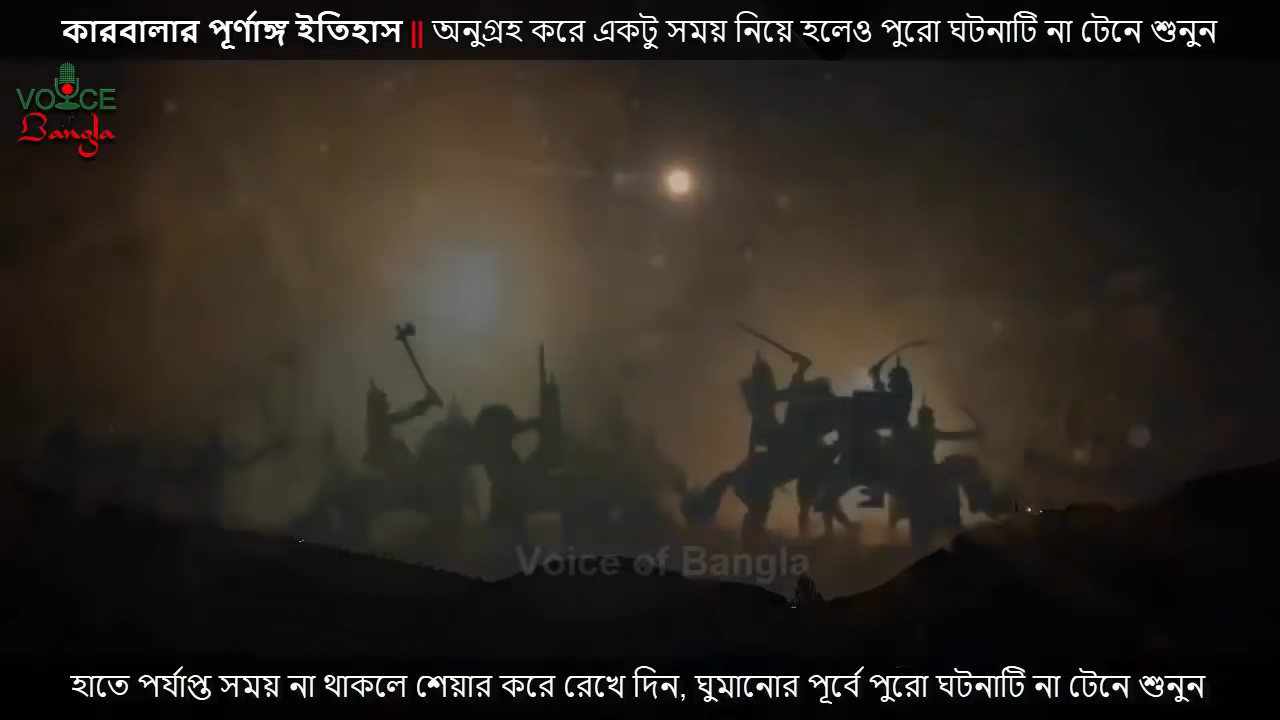 কারবালার পূর্ণাঙ্গ ইতিহাস || অনুগ্রহ করে একটু সময় নিয়ে হলেও পুরো ঘটনাটি না টেনে শুনুন
VOICE
Bangla
Voice of Bangla
হাতে পর্যাপ্ত সময় না থাকলে শেয়ার করে রেখে দিন, ঘুমানোর পূর্বে পুরো ঘটনাটি না টেনে শুনুন